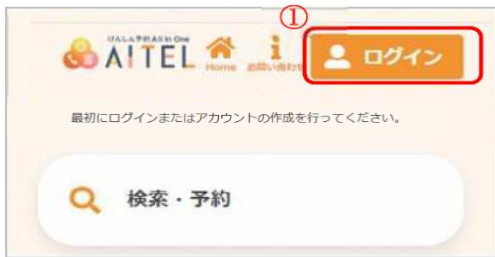 ①
けんしん予約 All in One
AITEL
Home
お問い合わせ
ログイン
最初にログインまたはアカウントの作成を行ってください。
検索・予約